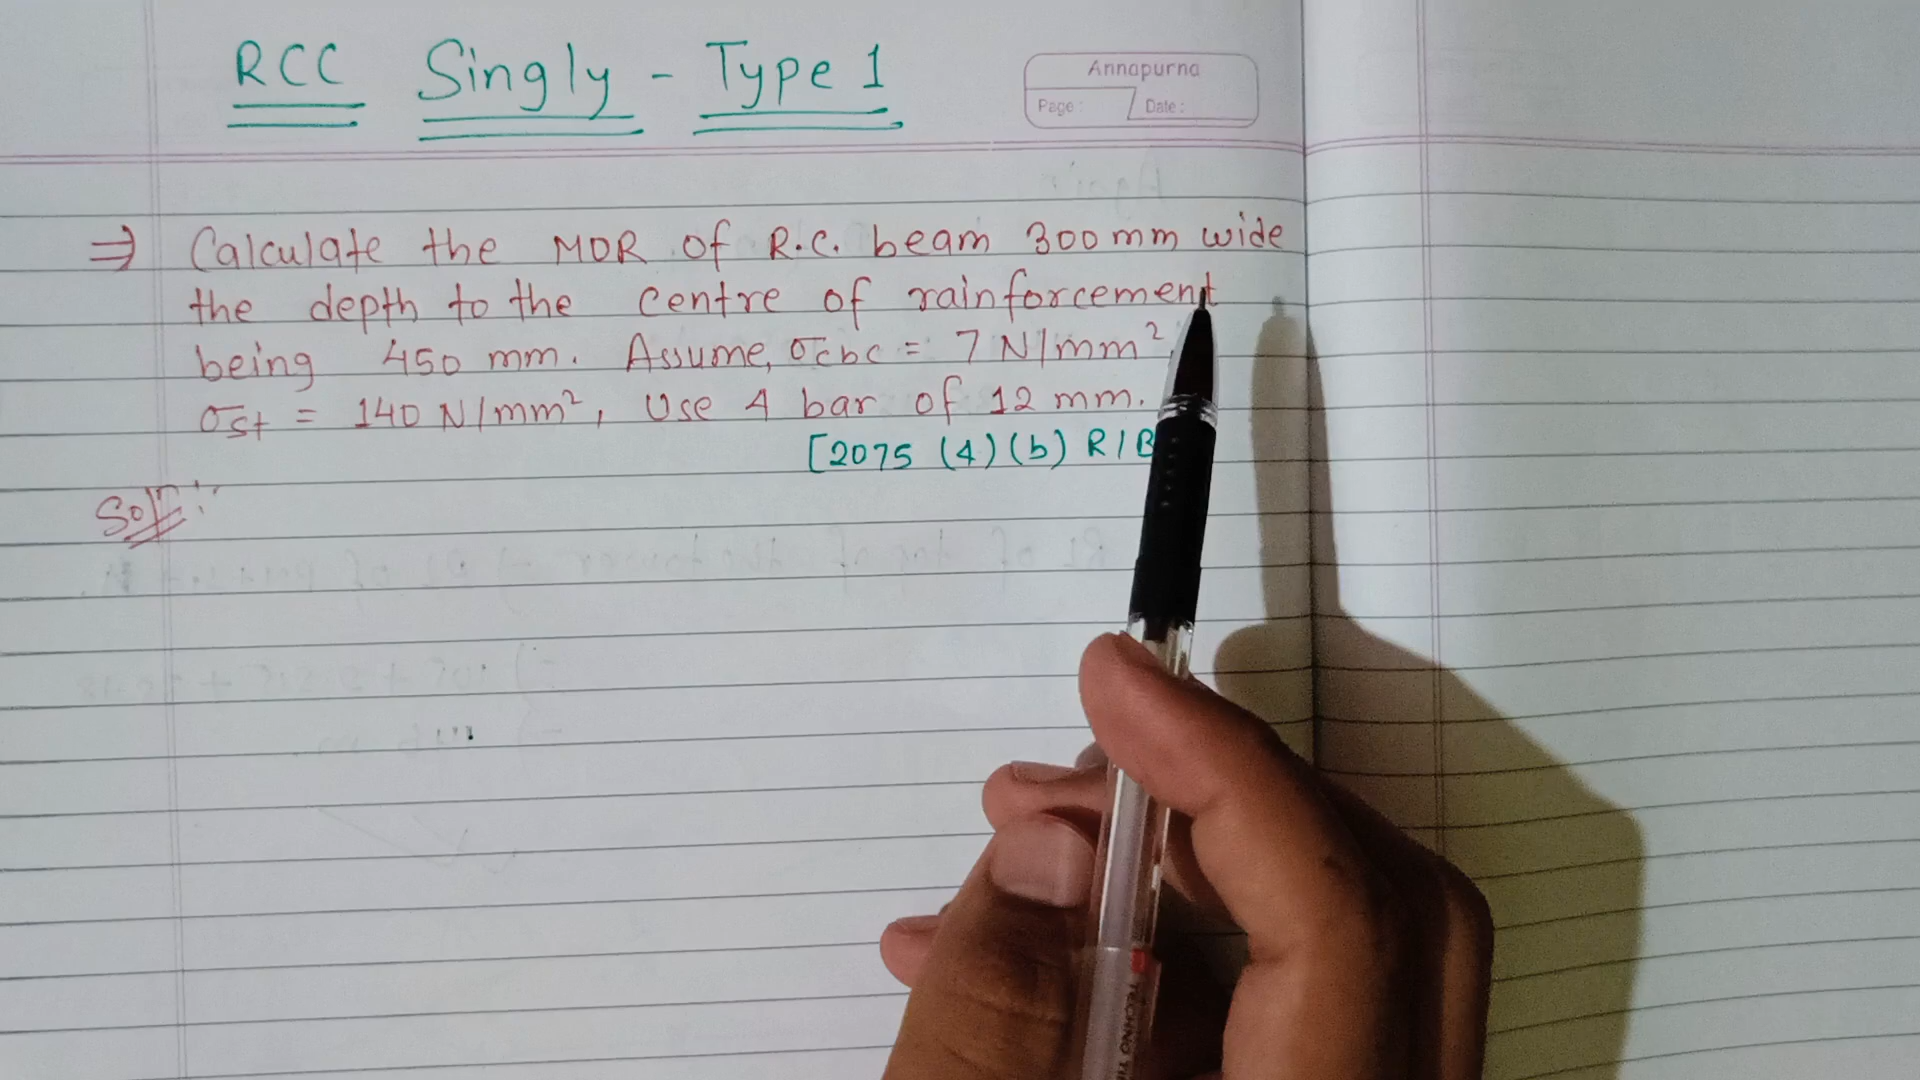 RCC Singly - Type 1
Annapurna
Page :
Date :
⇒ Calculate the MOR of R.C. beam 300 mm wide
the depth to the centre of rainforcement
being 450 mm. Assume, σcbc = 7 N/mm²
σst = 140 N/mm², Use 4 bar of 12 mm.
[2075 (4)(b) R/B
Solⁿ:
TECHNO TI